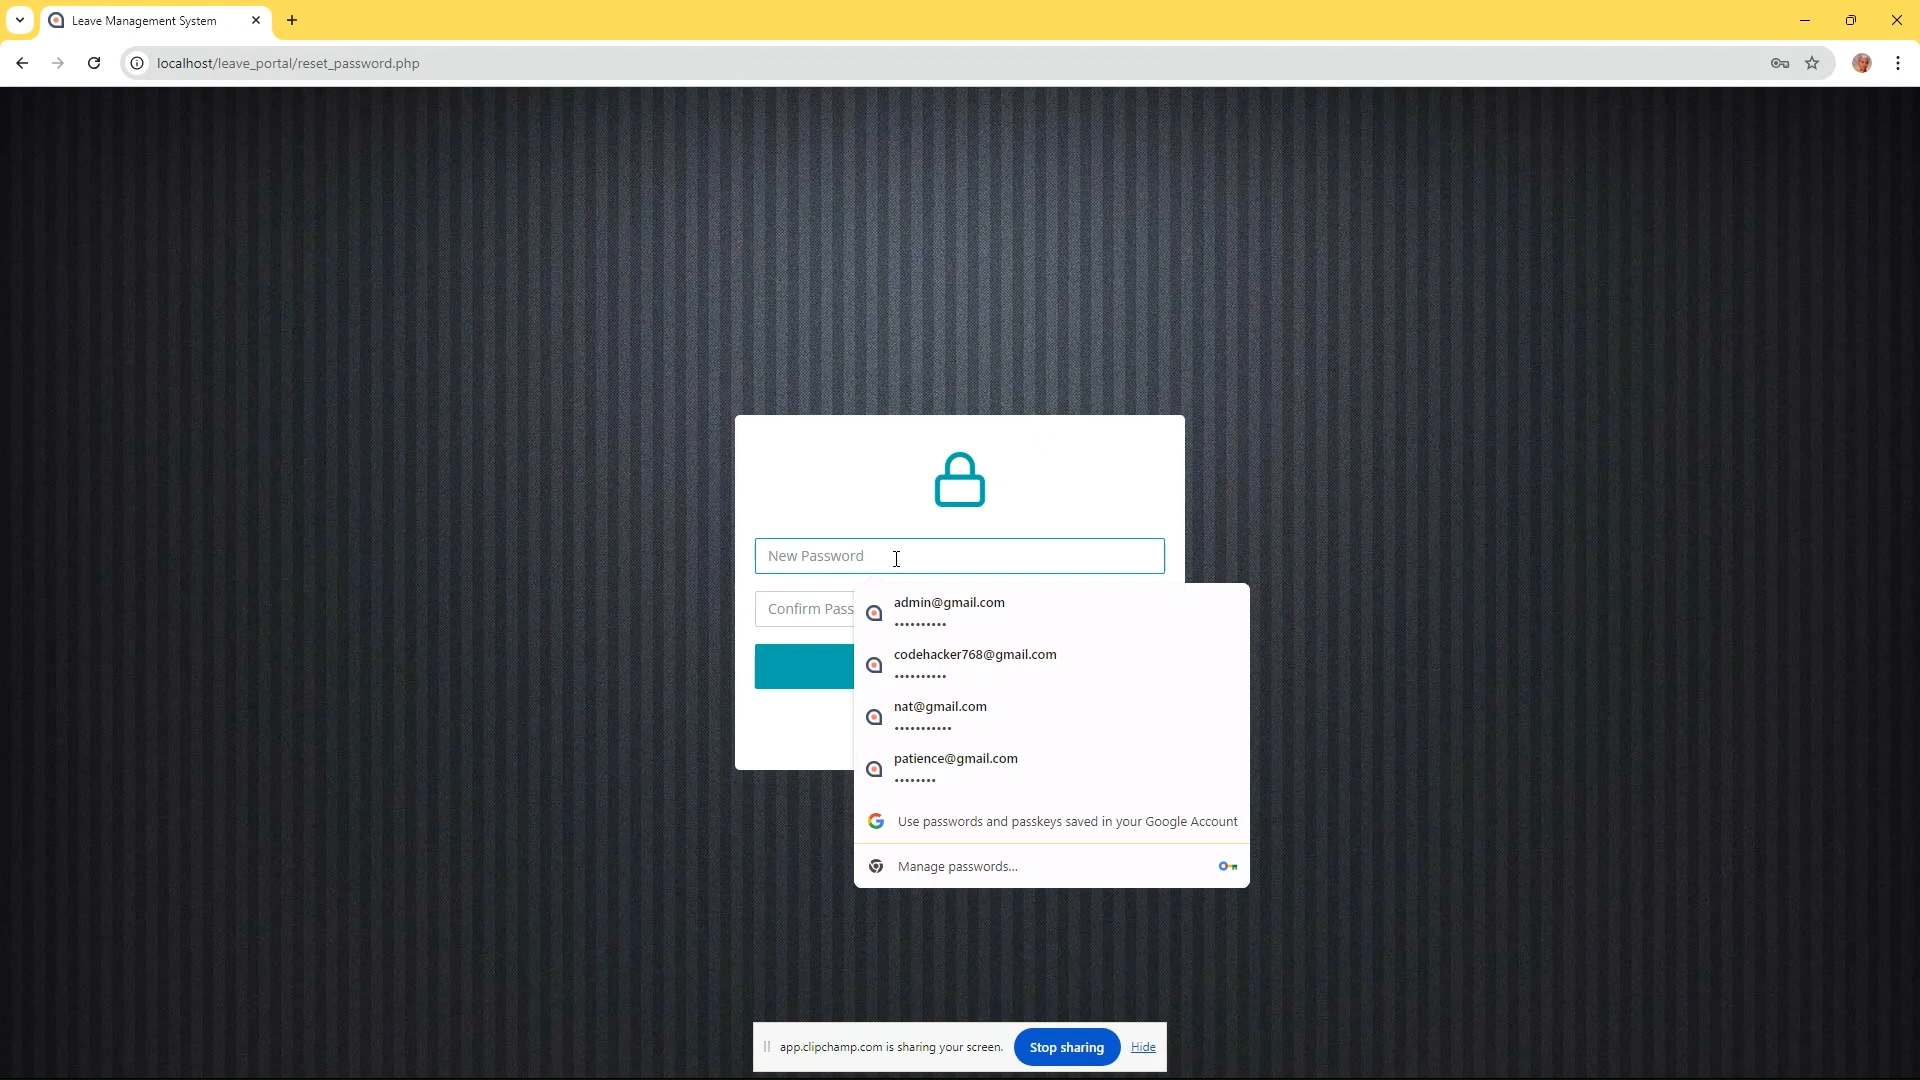 Leave Management System
localhost/leave_portal/reset_password.php
New Password
Confirm Pass
admin@gmail.com
••••••••••
codehacker768@gmail.com
••••••••••
nat@gmail.com
•••••••••••
patience@gmail.com
••••••••
Use passwords and passkeys saved in your Google Account
Manage passwords...
app.clipchamp.com is sharing your screen.
Stop sharing
Hide